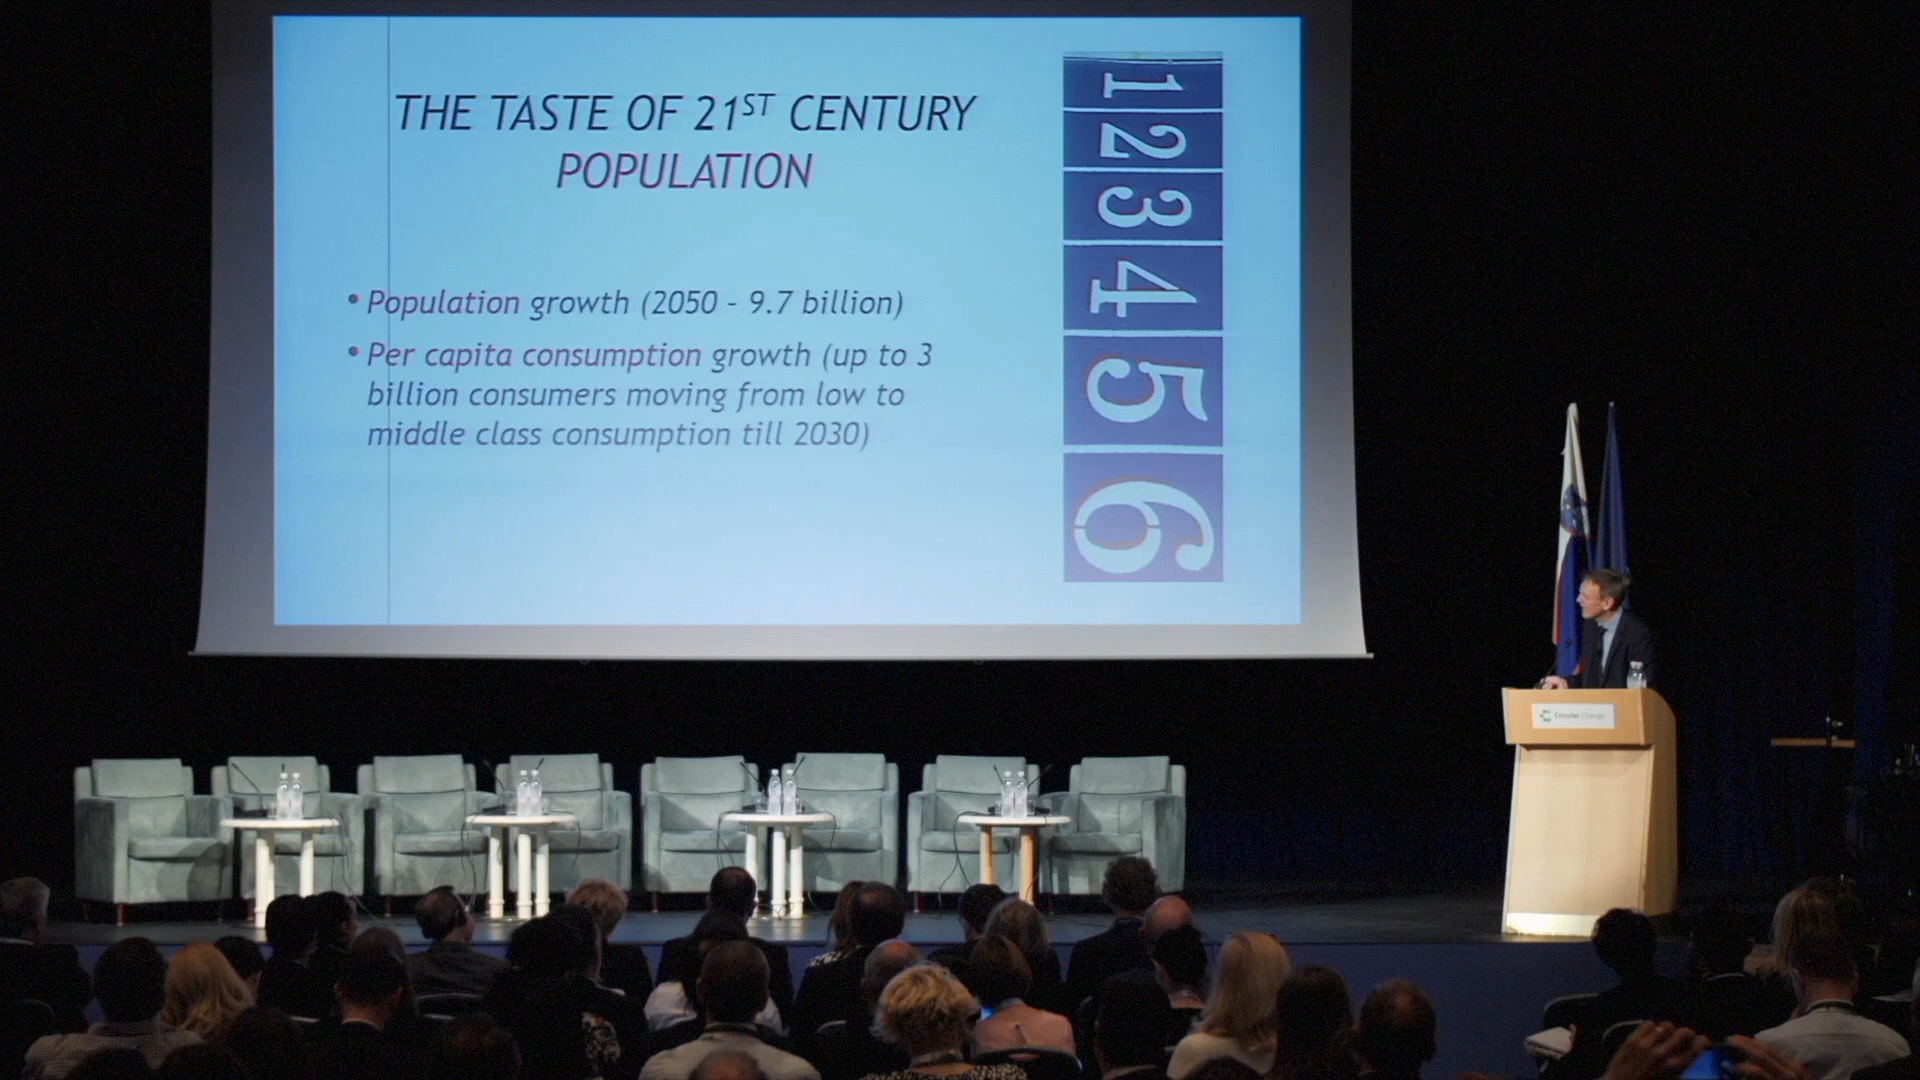 THE TASTE OF 21ST CENTURY
POPULATION
• Population growth (2050 – 9.7 billion)
• Per capita consumption growth (up to 3
billion consumers moving from low to
middle class consumption till 2030)
1
2
3
4
5
6
Circular Change